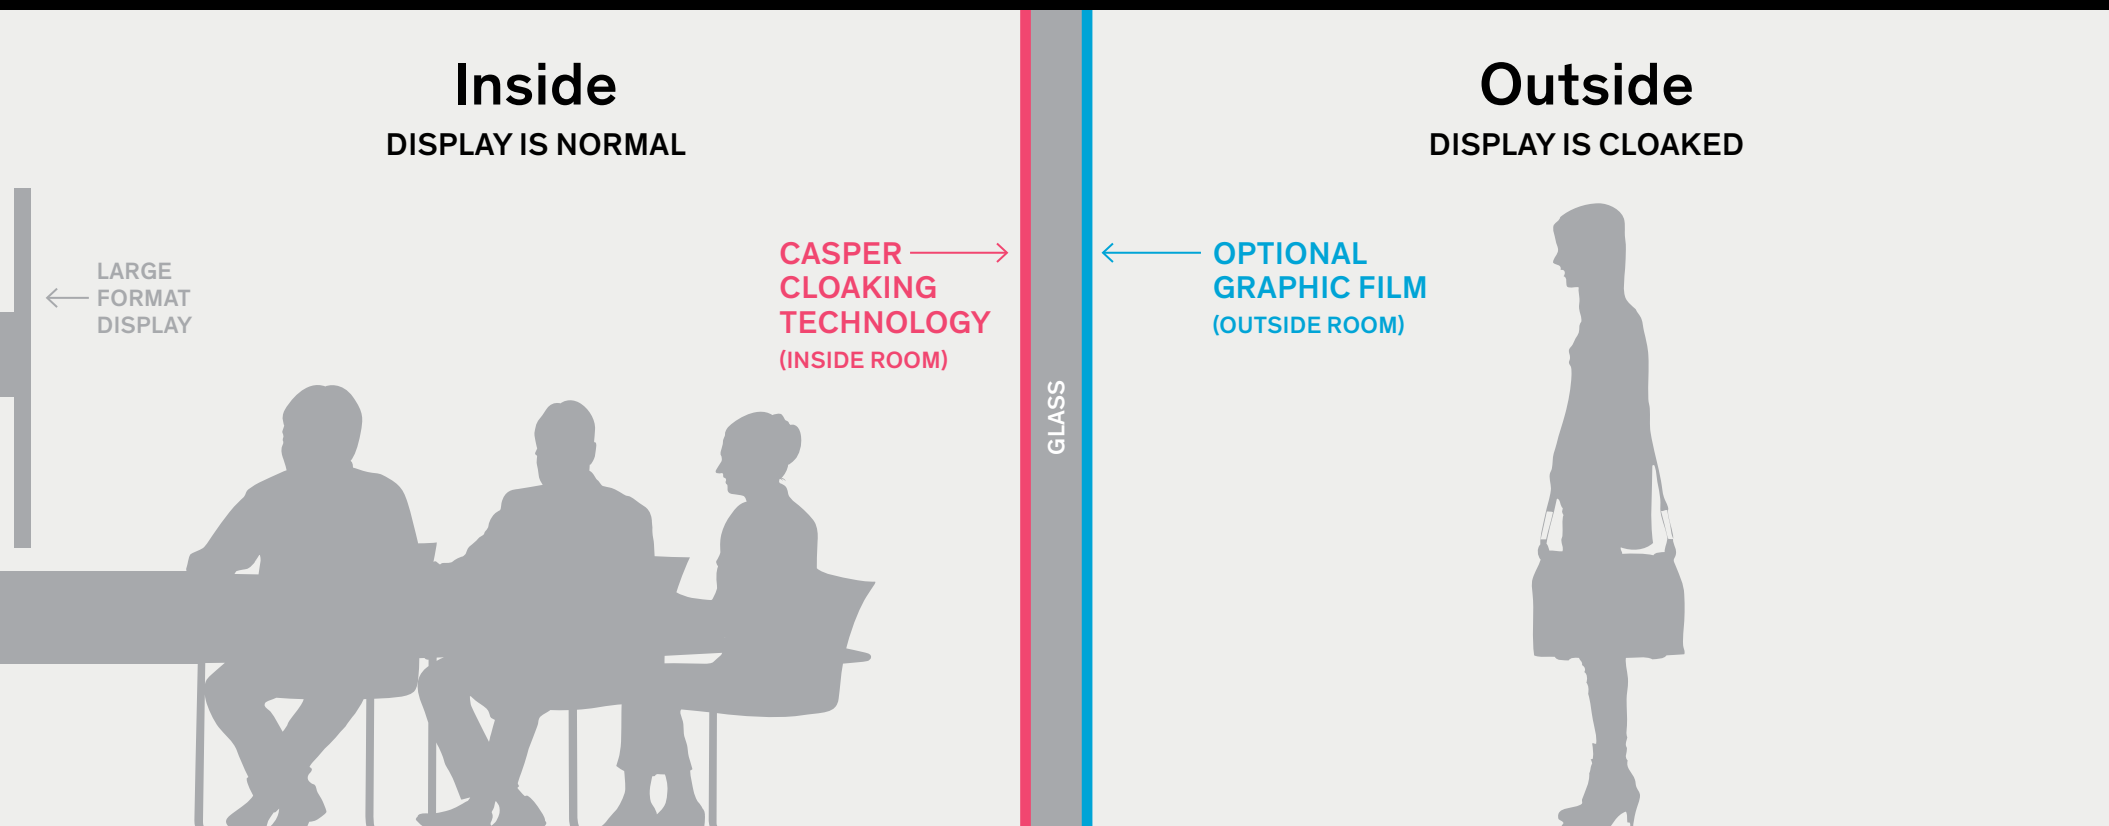 Inside
DISPLAY IS NORMAL
LARGE
FORMAT
DISPLAY
CASPER
CLOAKING
TECHNOLOGY
(INSIDE ROOM)
GLASS
Outside
DISPLAY IS CLOAKED
OPTIONAL
GRAPHIC FILM
(OUTSIDE ROOM)